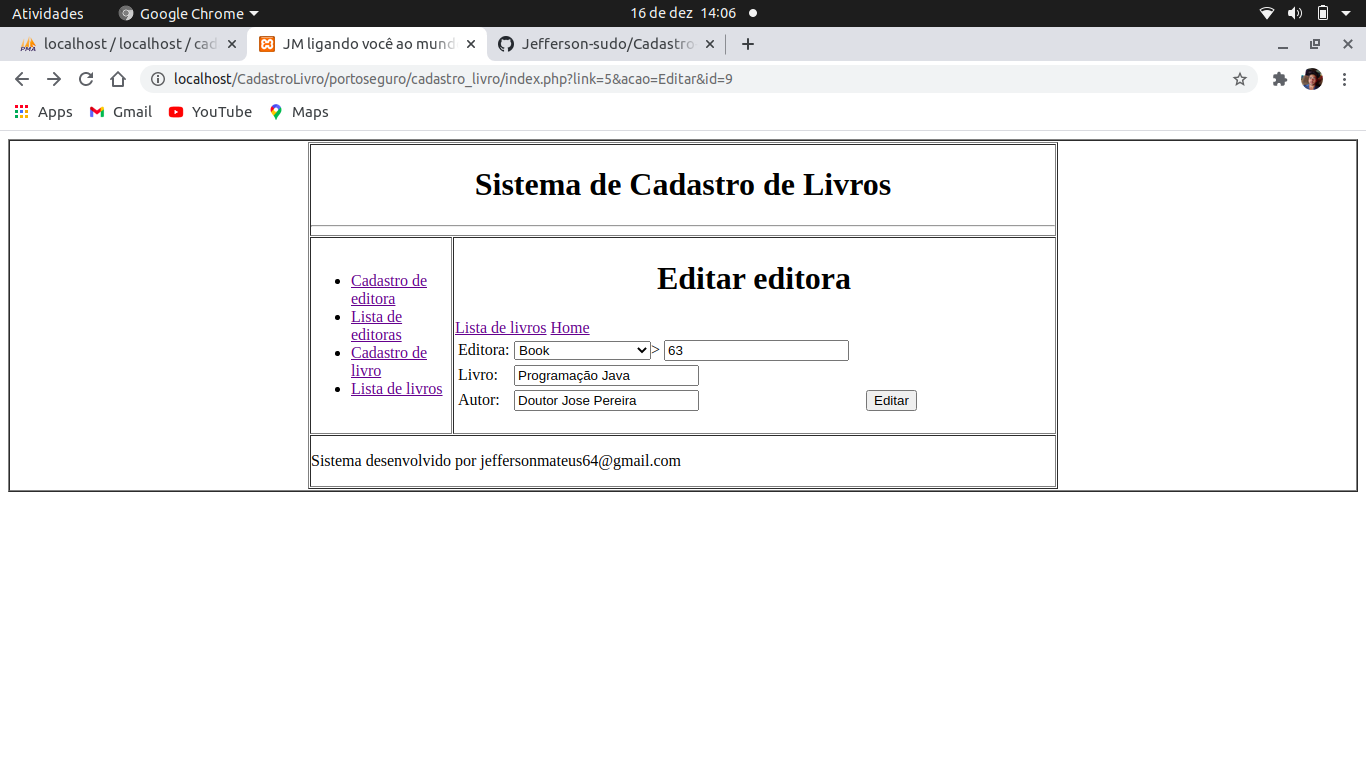 Atividades Google Chrome 16 de dez 14:06
localhost / localhost / cad JM ligando você ao mund Jefferson-sudo/Cadastro
localhost/CadastroLivro/portoseguro/cadastro_livro/index.php?link=5&acao=Editar&id=9
Apps Gmail YouTube Maps
Sistema de Cadastro de Livros
Cadastro de
editora
Lista de
editoras
Cadastro de
livro
Lista de livros
Editar editora
Lista de livros Home
Editora: Book > 63
Livro: Programação Java
Autor: Doutor Jose Pereira Editar
Sistema desenvolvido por jeffersonmateus64@gmail.com